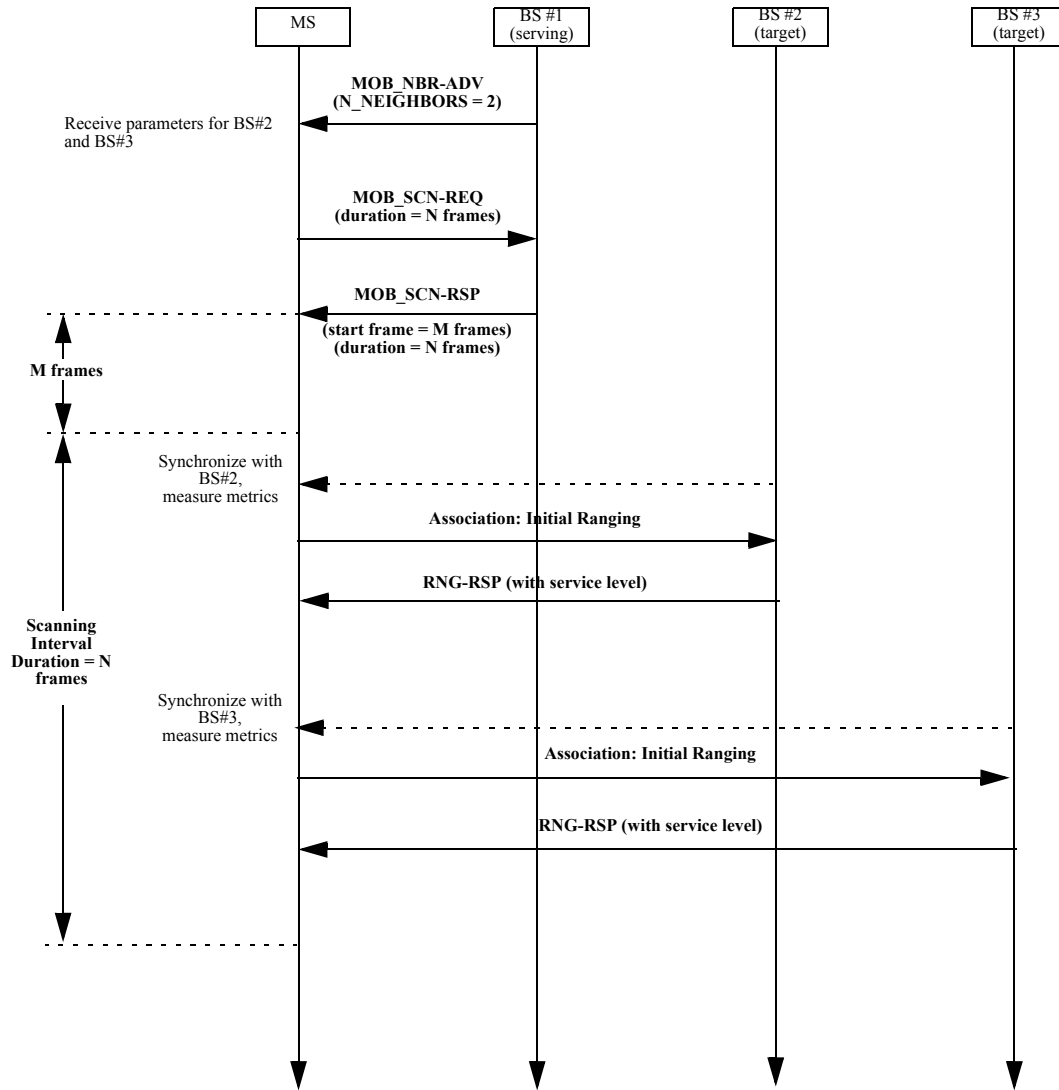 MS
BS #1
(serving)
BS #2
(target)
BS #3
(target)
MOB_NBR-ADV
(N_NEIGHBORS = 2)
Receive parameters for BS#2
and BS#3
MOB_SCN-REQ
(duration = N frames)
MOB_SCN-RSP
(start frame = M frames)
(duration = N frames)
M frames
Synchronize with
BS#2,
measure metrics
Association: Initial Ranging
RNG-RSP (with service level)
Scanning
Interval
Duration = N
frames
Synchronize with
BS#3,
measure metrics
Association: Initial Ranging
RNG-RSP (with service level)